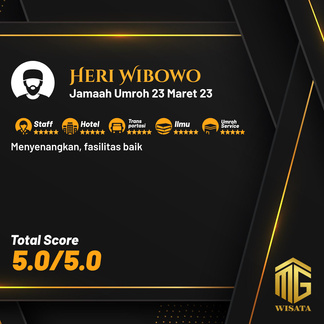 HERI WIBOWO
Jamaah Umroh 23 Maret 23
Staff Hotel Trans portasi Ilmu Umroh Service
Menyenangkan, fasilitas baik
Total Score
5.0/5.0
MG
WISATA